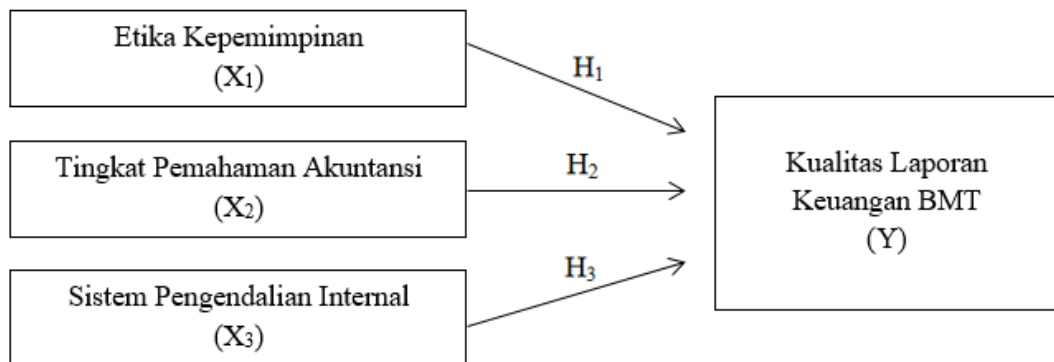 Etika Kepemimpinan
(X₁)
H₁
Tingkat Pemahaman Akuntansi
(X₂)
H₂
Sistem Pengendalian Internal
(X₃)
H₃
Kualitas Laporan
Keuangan BMT
(Y)